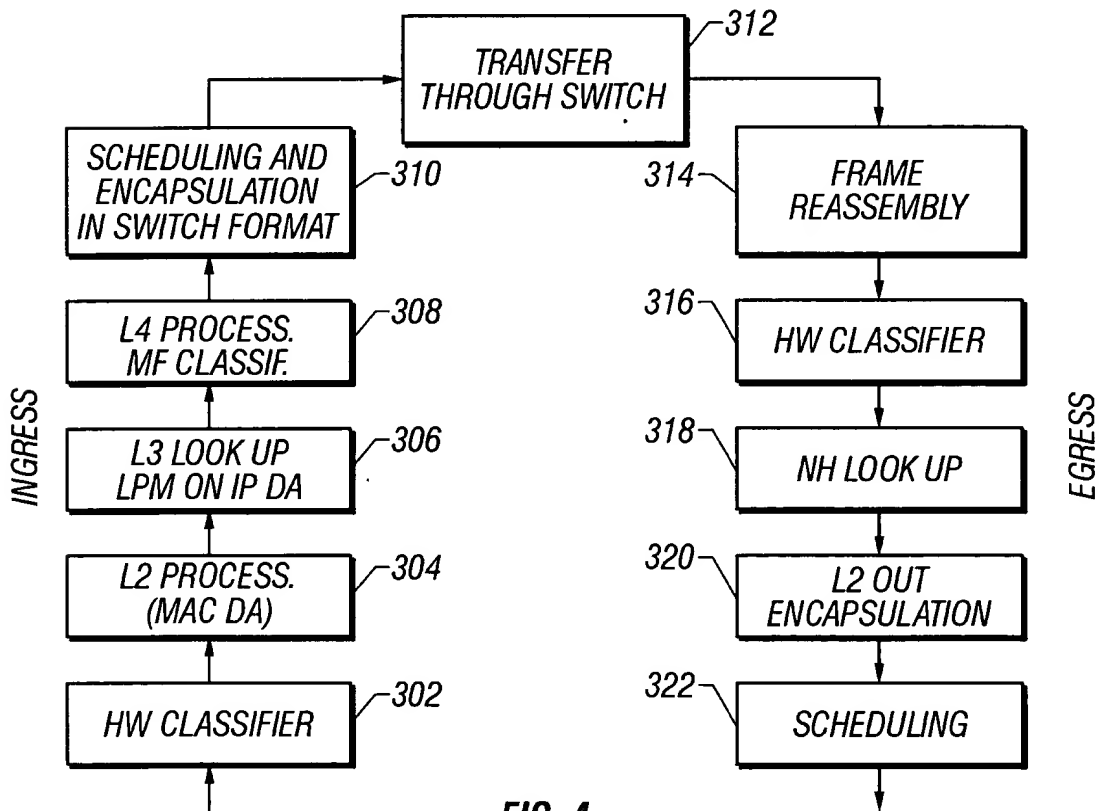 TRANSFER
THROUGH SWITCH
312
SCHEDULING AND
ENCAPSULATION
IN SWITCH FORMAT
310
314
FRAME
REASSEMBLY
L4 PROCESS.
MF CLASSIF.
308
316
HW CLASSIFIER
INGRESS
L3 LOOK UP
LPM ON IP DA
306
318
NH LOOK UP
EGRESS
L2 PROCESS.
(MAC DA)
304
320
L2 OUT
ENCAPSULATION
HW CLASSIFIER
302
322
SCHEDULING
FIG. 4